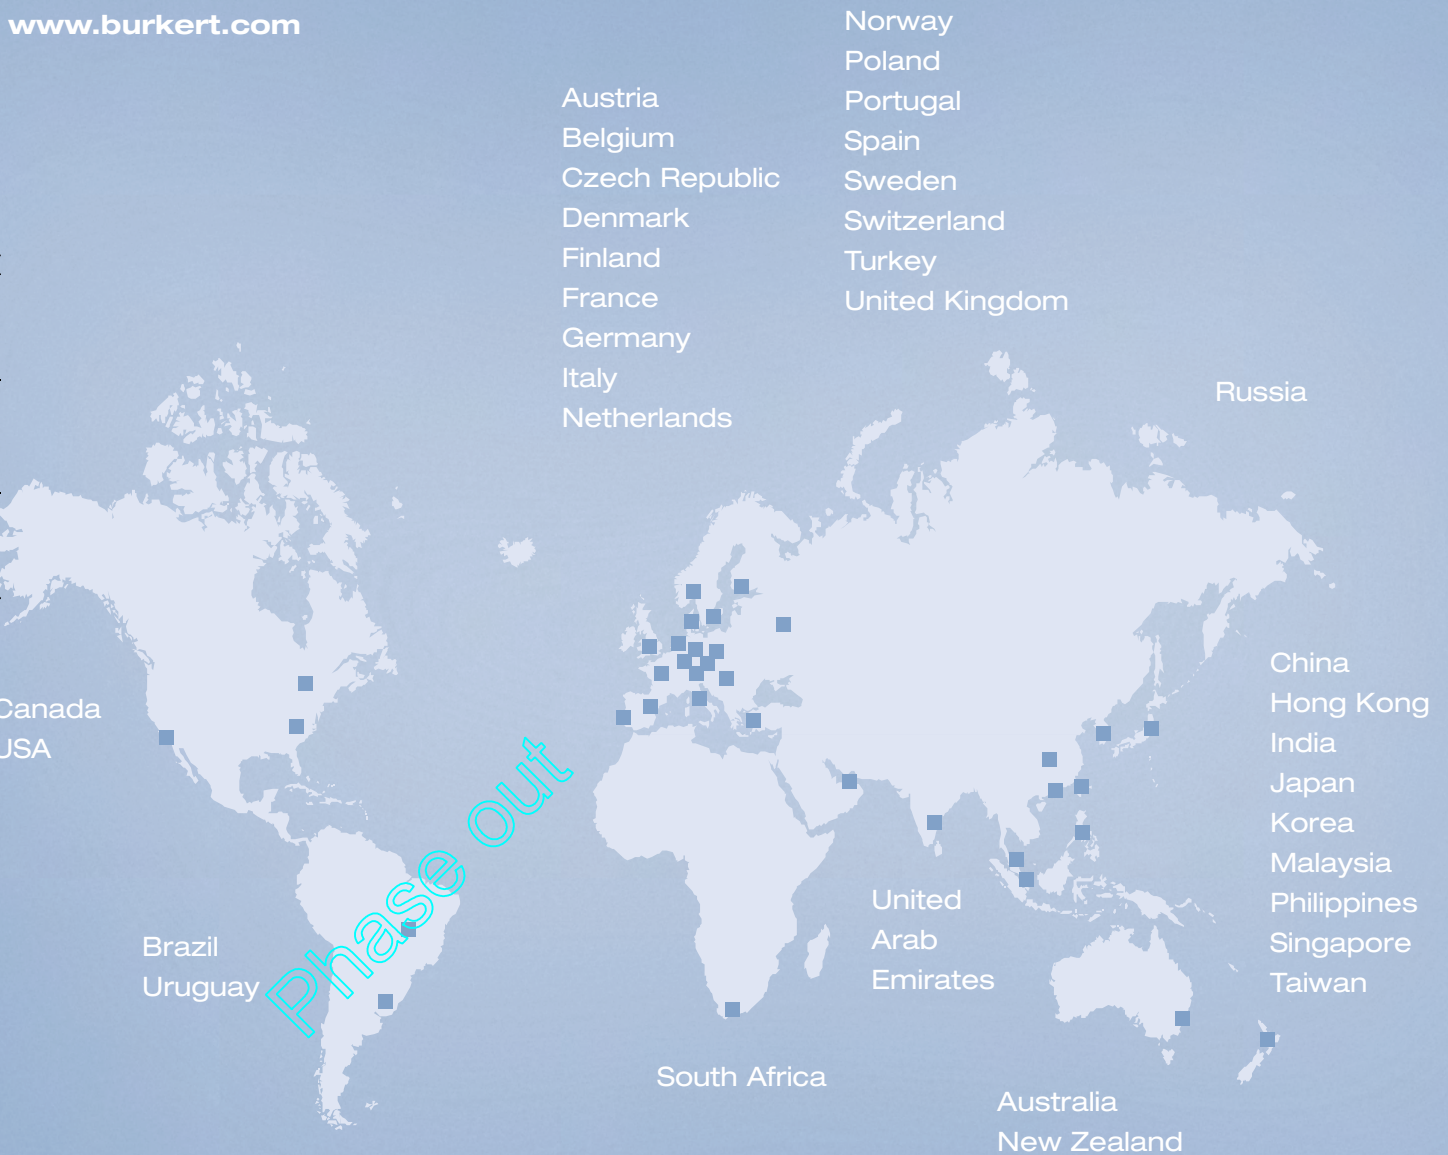 www.burkert.com
Austria
Belgium
Czech Republic
Denmark
Finland
France
Germany
Italy
Netherlands
Norway
Poland
Portugal
Spain
Sweden
Switzerland
Turkey
United Kingdom
Russia
Canada
USA
China
Hong Kong
India
Japan
Korea
Malaysia
Philippines
Singapore
Taiwan
Brazil
Uruguay
Phase out
United
Arab
Emirates
South Africa
Australia
New Zealand